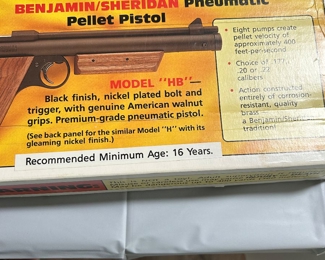 BENJAMIN/SHERIDAN Pneumatic
Pellet Pistol
• Eight pumps create
pellet velocity of
approximately 400
feet-per-second.
• Choice of .177,
.20 or .22
calibers
• Action constructed
entirely of corrosion-
resistant, quality
brass
a Benjamin/Sheridan
tradition!
MODEL "HB"—
Black finish, nickel plated bolt and
trigger, with genuine American walnut
grips. Premium-grade pneumatic pistol.
(See back panel for the similar Model "H" with its
gleaming nickel finish.)
Recommended Minimum Age: 16 Years.